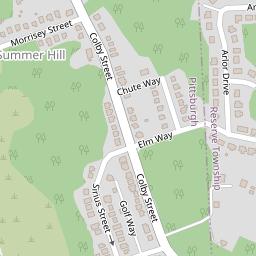 Morrisey Street
Summer Hill
Colby Street
Chute Way
Arlor Drive
Pittsburgh
Reserve Township
Elm Way
Colby Street
Golf Way
Sirius Street